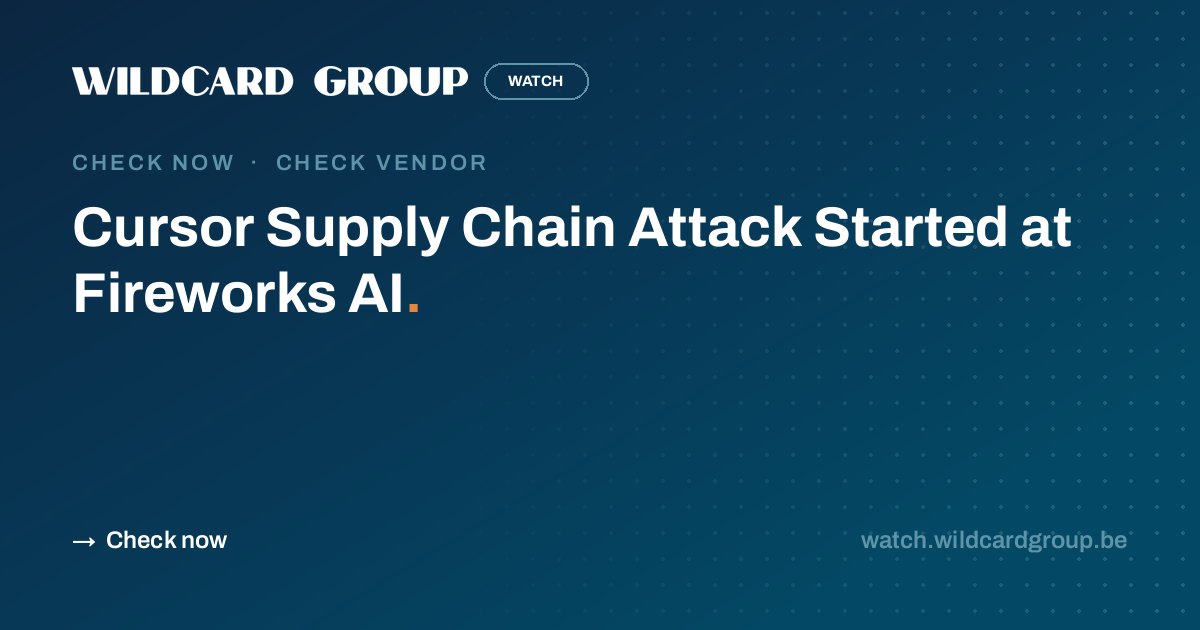 WILDCARD GROUP WATCH
CHECK NOW · CHECK VENDOR
Cursor Supply Chain Attack Started at
Fireworks AI.
→ Check now
watch.wildcardgroup.be